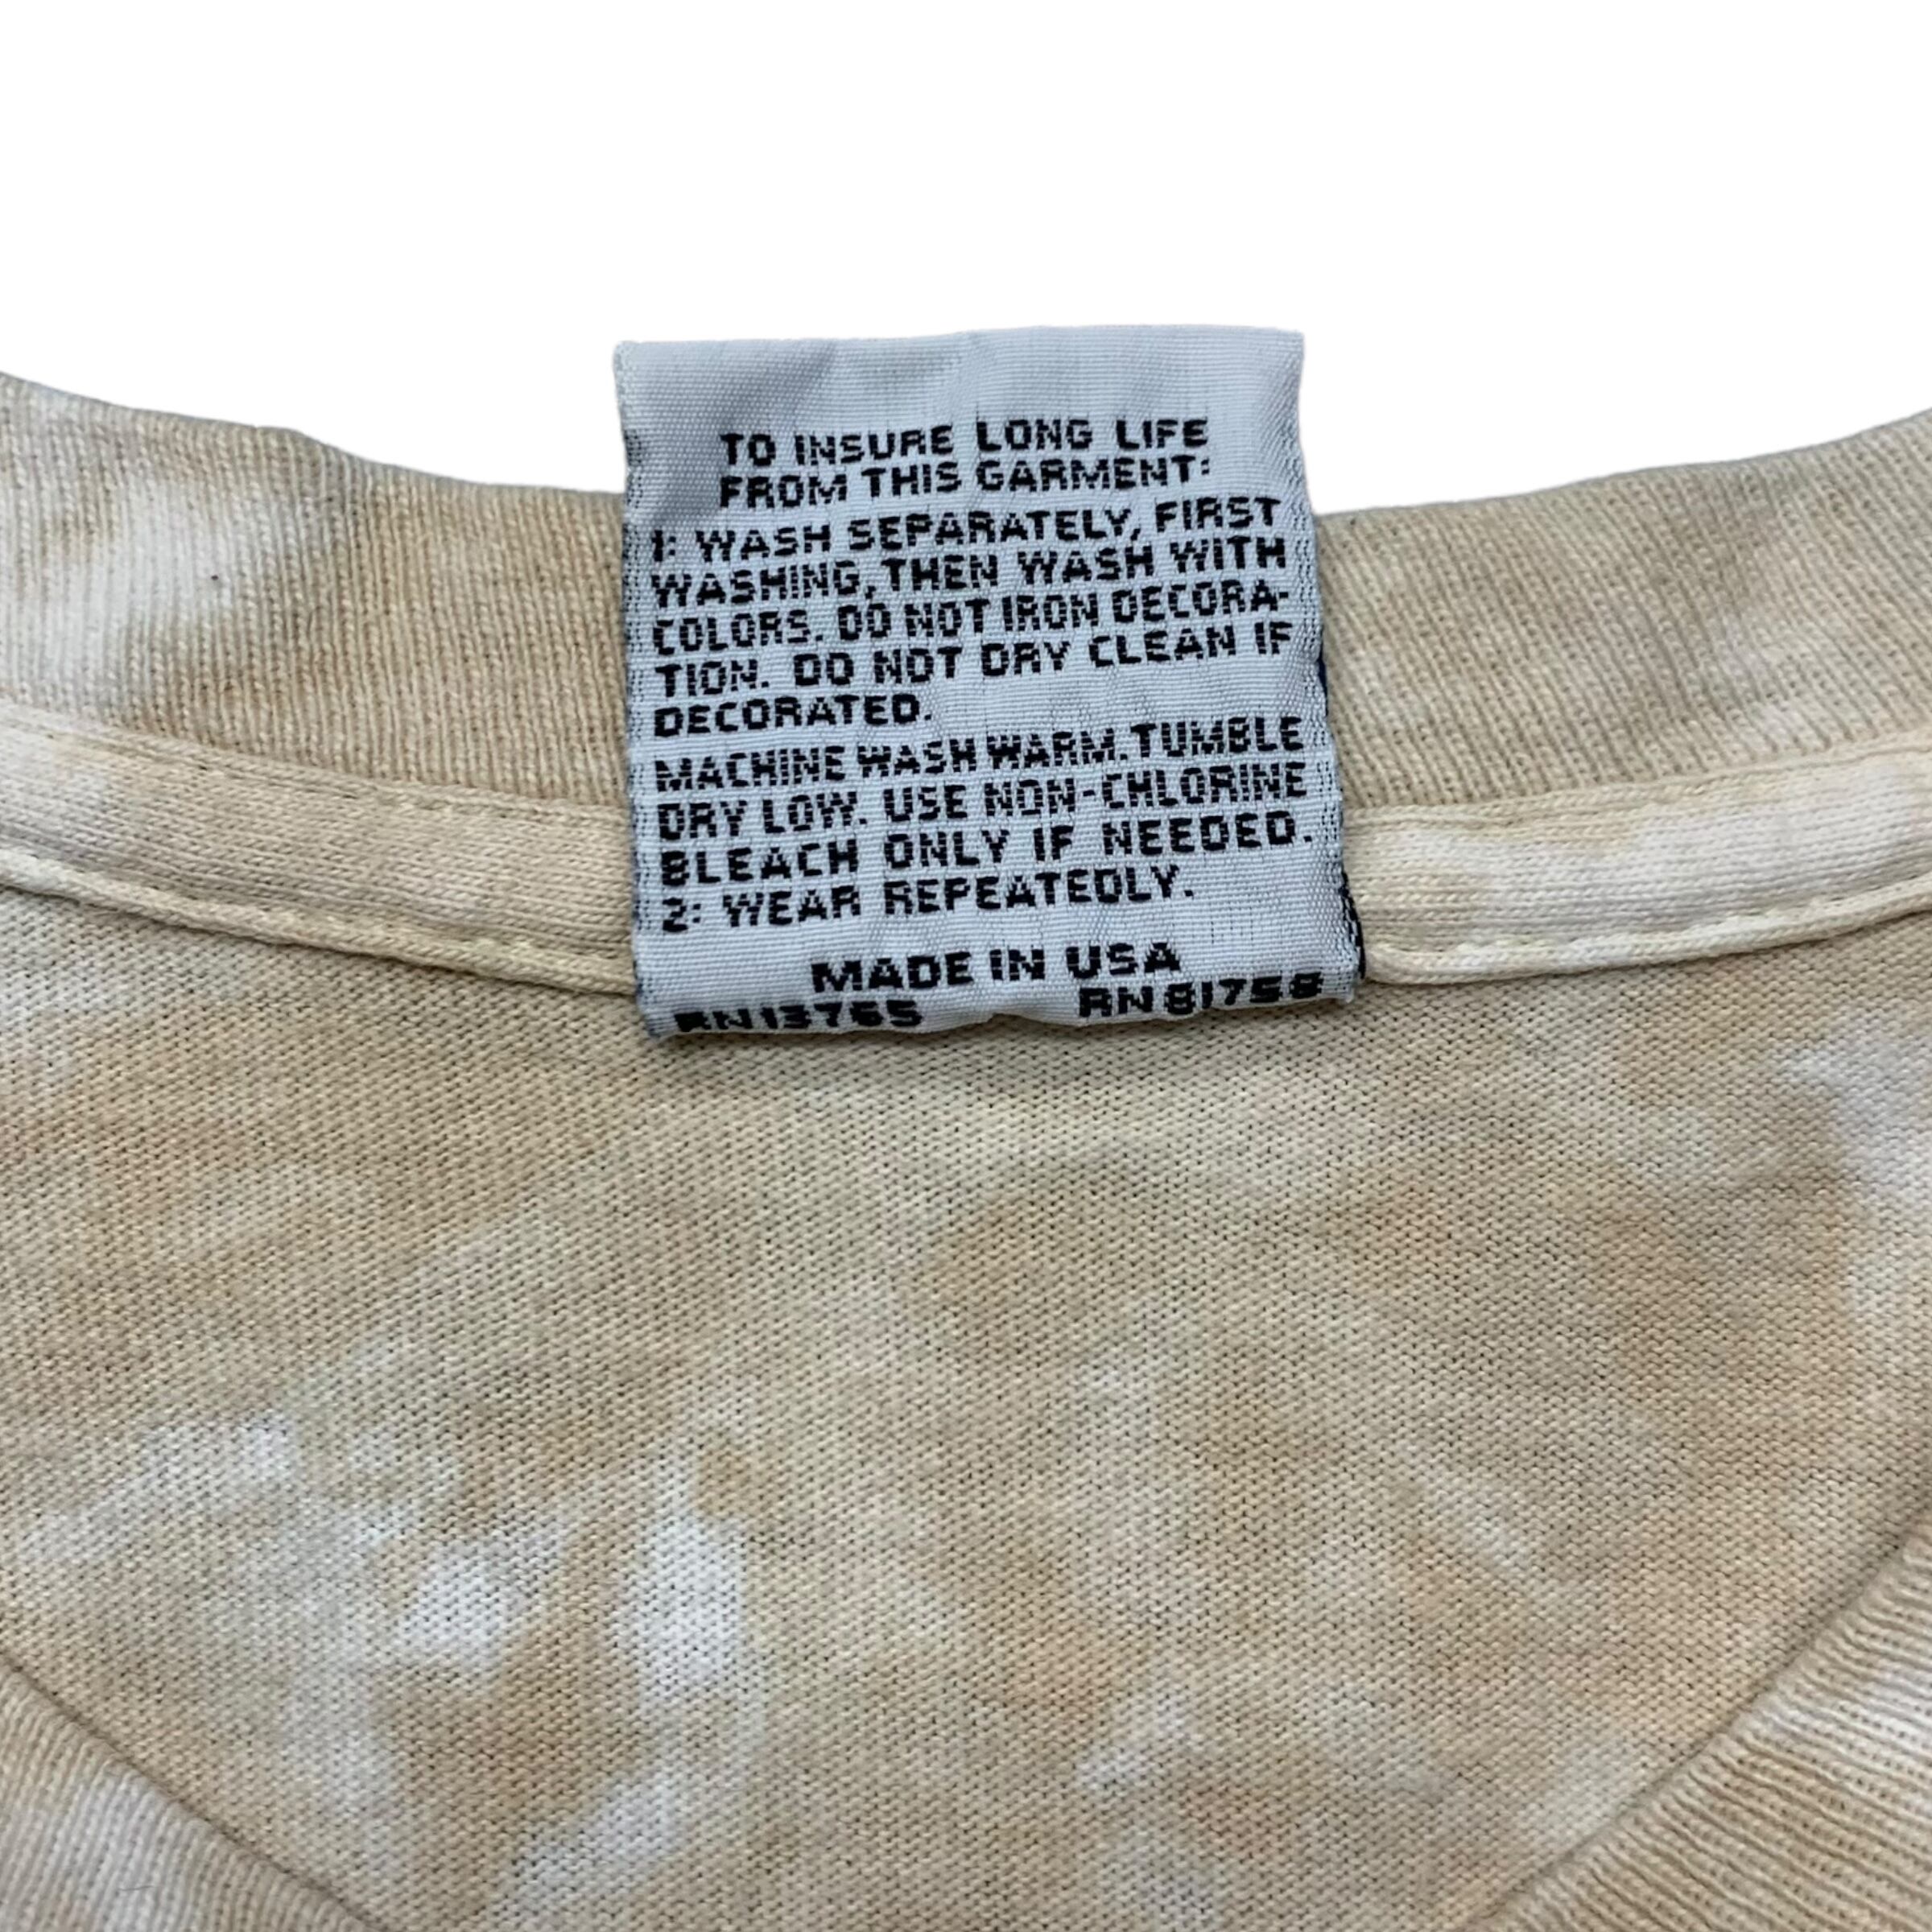 TO INSURE LONG LIFE
FROM THIS GARMENT:
1: WASH SEPARATELY, FIRST
WASHING, THEN WASH WITH
COLORS. DO NOT IRON DECORA-
TION. DO NOT DRY CLEAN IF
DECORATED.
MACHINE WASH WARM. TUMBLE
DRY LOW. USE NON-CHLORINE
BLEACH ONLY IF NEEDED.
2: WEAR REPEATEDLY.
MADE IN USA
RN13765 RN81758